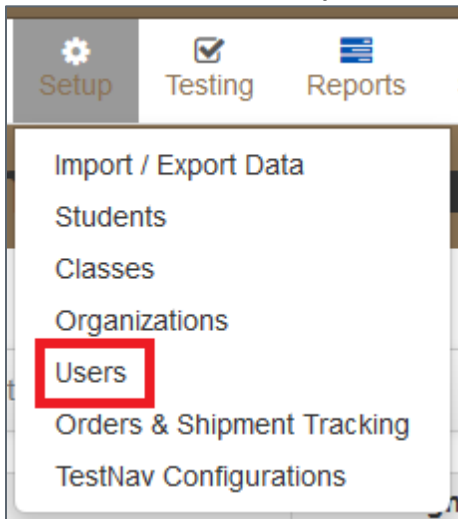 Setup Testing Reports
Import / Export Data
Students
Classes
Organizations
Users
Orders & Shipment Tracking
TestNav Configurations